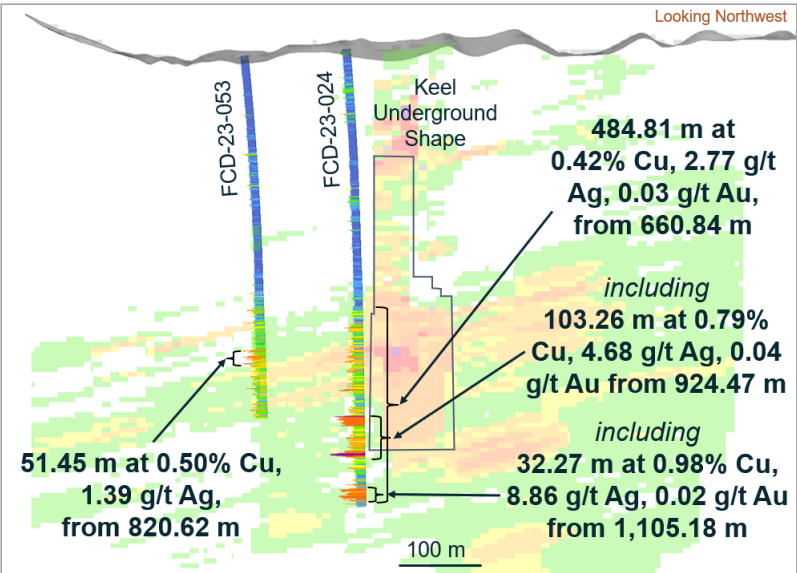 Looking Northwest
FCD-23-053
FCD-23-024
Keel
Underground
Shape
484.81 m at
0.42% Cu, 2.77 g/t
Ag, 0.03 g/t Au,
from 660.84 m
including
103.26 m at 0.79%
Cu, 4.68 g/t Ag, 0.04
g/t Au from 924.47 m
including
32.27 m at 0.98% Cu,
8.86 g/t Ag, 0.02 g/t Au
from 1,105.18 m
51.45 m at 0.50% Cu,
1.39 g/t Ag,
from 820.62 m
100 m